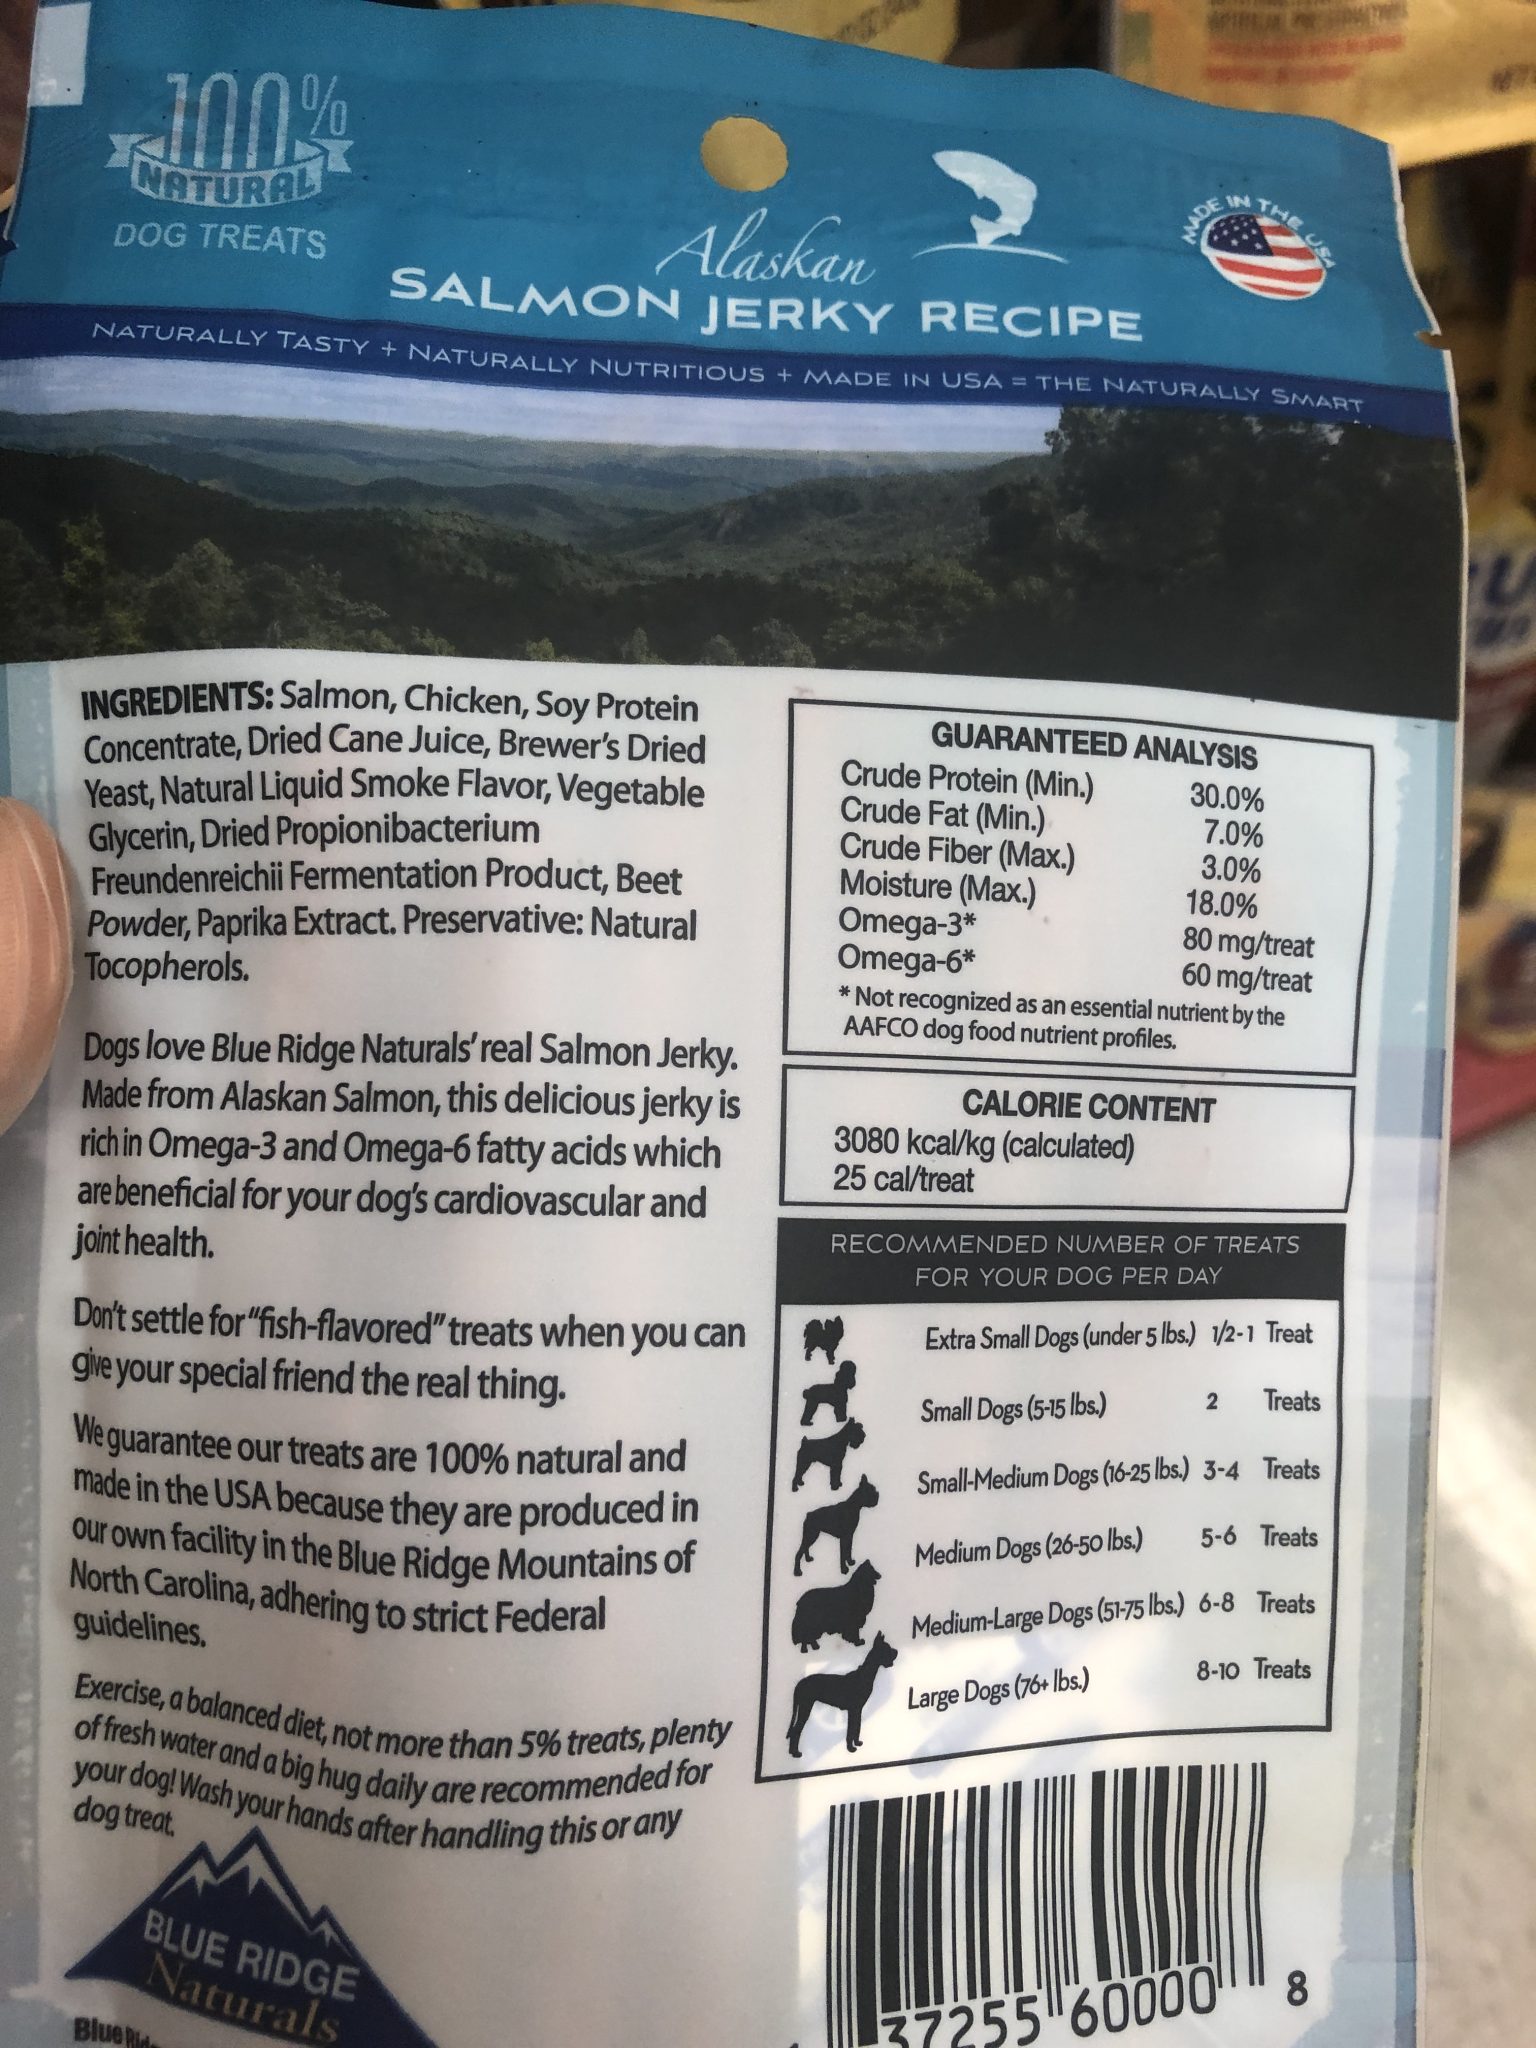 100%
NATURAL
DOG TREATS
Alaskan
SALMON JERKY RECIPE
MADE IN THE USA
NATURALLY TASTY + NATURALLY NUTRITIOUS + MADE IN USA = THE NATURALLY SMART
INGREDIENTS: Salmon, Chicken, Soy Protein
Concentrate, Dried Cane Juice, Brewer's Dried
Yeast, Natural Liquid Smoke Flavor, Vegetable
Glycerin, Dried Propionibacterium
Freundenreichii Fermentation Product, Beet
Powder, Paprika Extract. Preservative: Natural
Tocopherols.
Dogs love Blue Ridge Naturals' real Salmon Jerky.
Made from Alaskan Salmon, this delicious jerky is
rich in Omega-3 and Omega-6 fatty acids which
are beneficial for your dog's cardiovascular and
joint health.
Don't settle for "fish-flavored" treats when you can
give your special friend the real thing.
We guarantee our treats are 100% natural and
made in the USA because they are produced in
our own facility in the Blue Ridge Mountains of
North Carolina, adhering to strict Federal
guidelines.
Exercise, a balanced diet, not more than 5% treats, plenty
of fresh water and a big hug daily are recommended for
your dog! Wash your hands after handling this or any
dog treat.
BLUE RIDGE
Naturals
GUARANTEED ANALYSIS
Crude Protein (Min.) 30.0%
Crude Fat (Min.) 7.0%
Crude Fiber (Max.) 3.0%
Moisture (Max.) 18.0%
Omega-3* 80 mg/treat
Omega-6* 60 mg/treat
* Not recognized as an essential nutrient by the
AAFCO dog food nutrient profiles.
CALORIE CONTENT
3080 kcal/kg (calculated)
25 cal/treat
RECOMMENDED NUMBER OF TREATS
FOR YOUR DOG PER DAY
Extra Small Dogs (under 5 lbs.) 1/2-1 Treat
Small Dogs (5-15 lbs.) 2 Treats
Small-Medium Dogs (16-25 lbs.) 3-4 Treats
Medium Dogs (26-50 lbs.) 5-6 Treats
Medium-Large Dogs (51-75 lbs.) 6-8 Treats
Large Dogs (76+ lbs.) 8-10 Treats
37255 60000 8
Blue